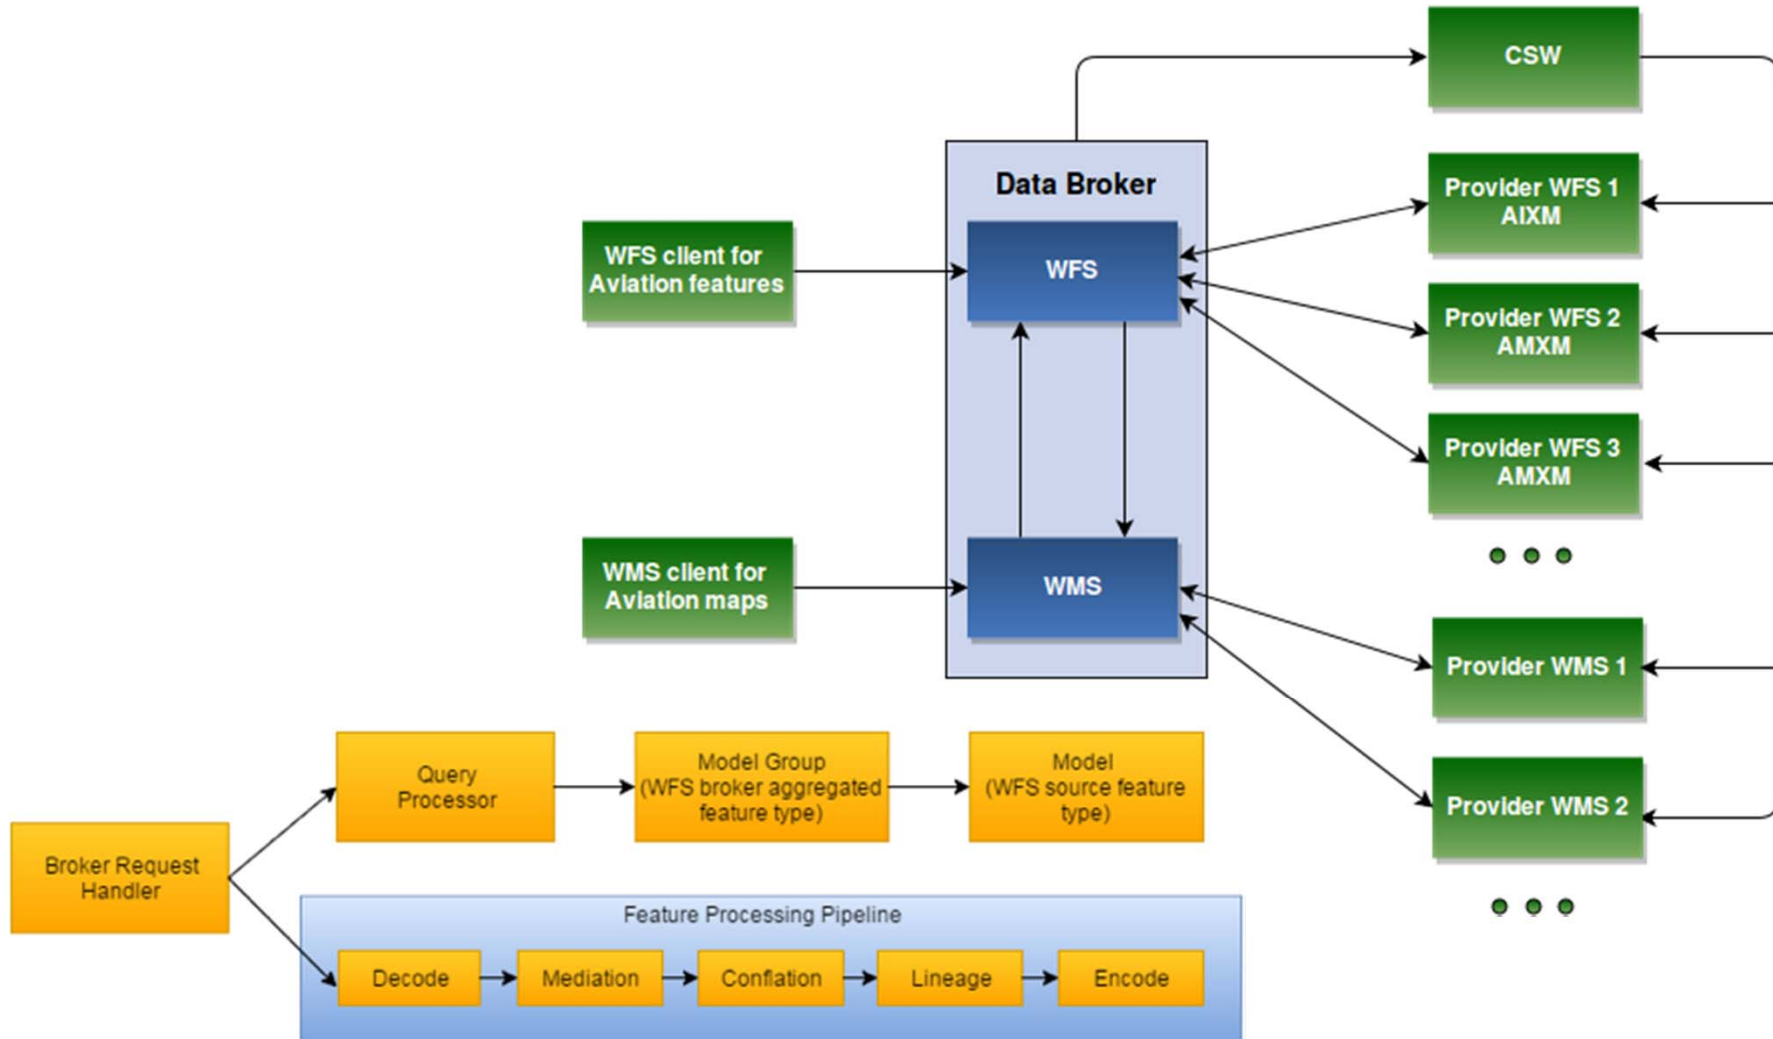 CSW
Data Broker
Provider WFS 1
AIXM
WFS client for
Aviation features
WFS
Provider WFS 2
AMXM
Provider WFS 3
AMXM
WMS client for
Aviation maps
WMS
Provider WMS 1
Provider WMS 2
Query
Processor
Model Group
(WFS broker aggregated
feature type)
Model
(WFS source feature
type)
Broker Request
Handler
Feature Processing Pipeline
Decode
Mediation
Conflation
Lineage
Encode